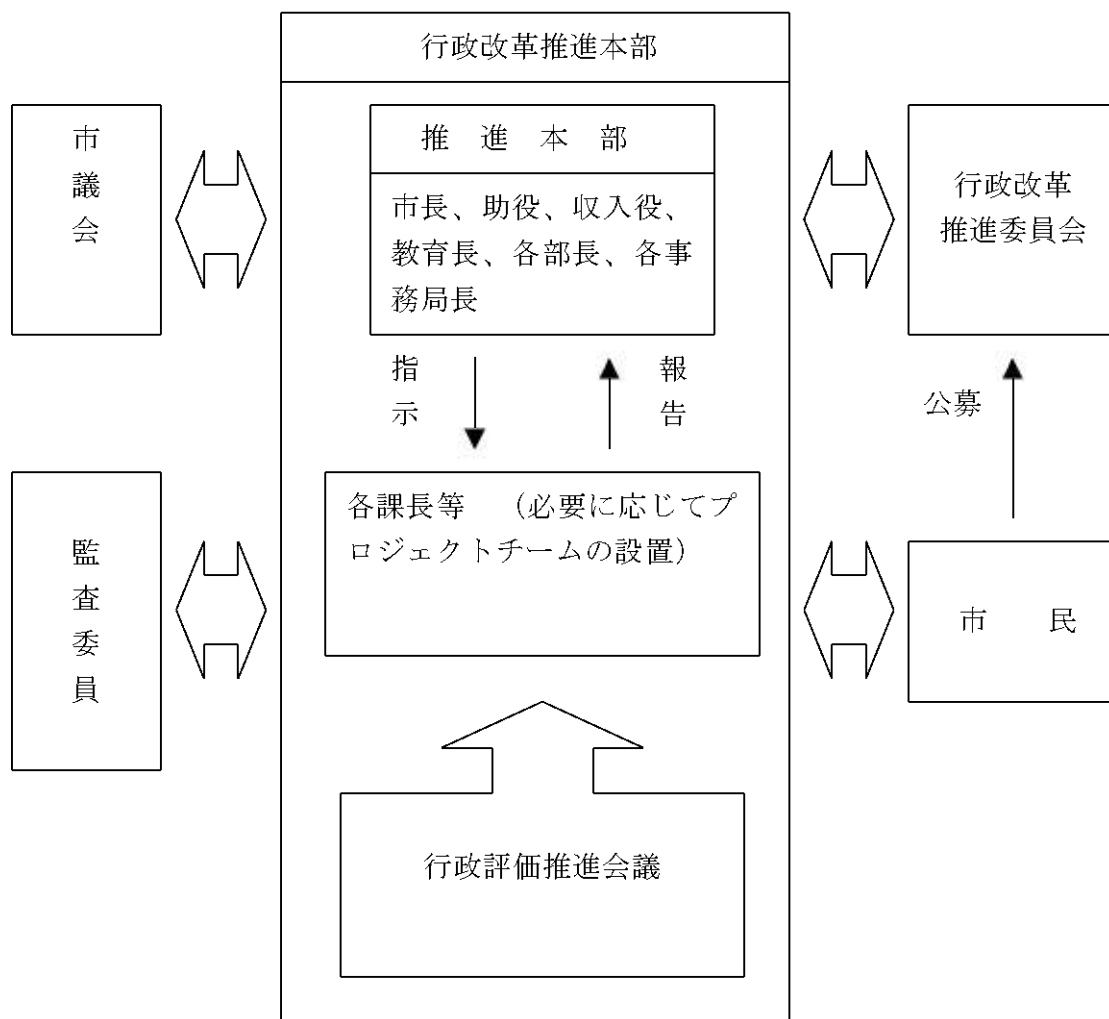 行政改革推進本部
市議会
推 進 本 部
市長、助役、収入役、
教育長、各部長、各事
務局長
行政改革
推進委員会
指示
報告
公募
監査委員
各課長等 （必要に応じてプ
ロジェクトチームの設置）
市 民
行政評価推進会議